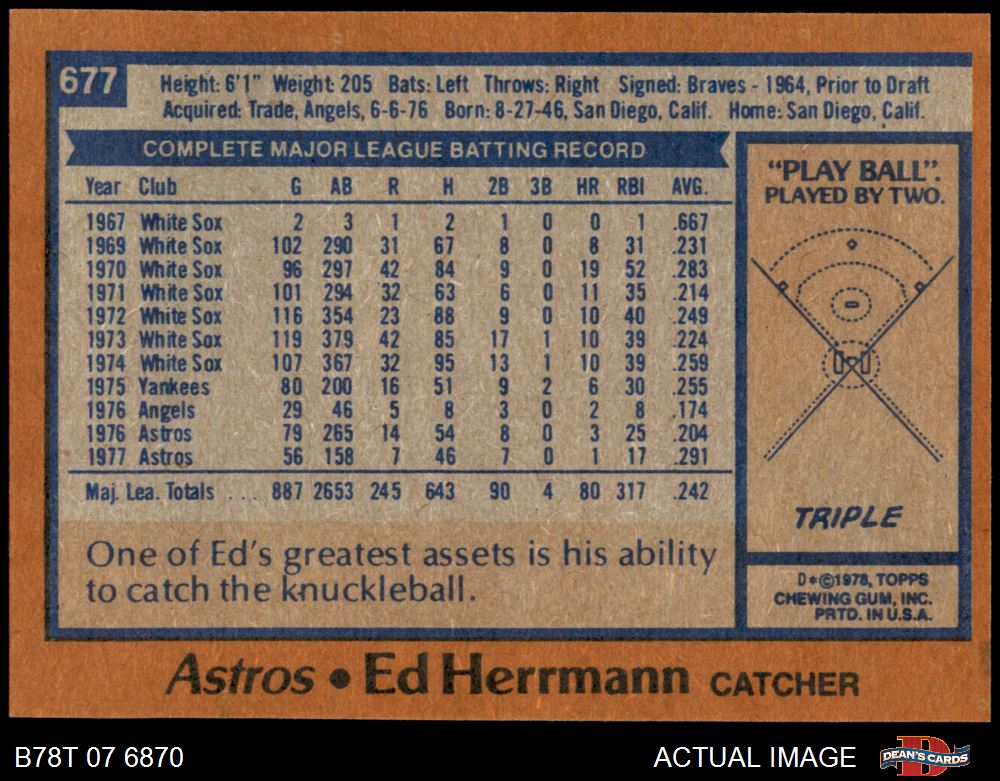 677
Height: 6'1" Weight: 205 Bats: Left Throws: Right Signed: Braves - 1964, Prior to Draft
Acquired: Trade, Angels, 6-6-76 Born: 8-27-46, San Diego, Calif. Home: San Diego, Calif.
COMPLETE MAJOR LEAGUE BATTING RECORD
Year Club G AB R H 2B 3B HR RBI AVG.
1967 White Sox 2 3 1 2 1 0 0 1 .667
1969 White Sox 102 290 31 67 8 0 8 31 .231
1970 White Sox 96 297 42 84 9 0 19 52 .283
1971 White Sox 101 294 32 63 6 0 11 35 .214
1972 White Sox 116 354 23 88 9 0 10 40 .249
1973 White Sox 119 379 42 85 17 1 10 39 .224
1974 White Sox 107 367 32 95 13 1 10 39 .259
1975 Yankees 80 200 16 51 9 2 6 30 .255
1976 Angels 29 46 5 8 3 0 2 8 .174
1976 Astros 79 265 14 54 8 0 3 25 .204
1977 Astros 56 158 7 46 7 0 1 17 .291
Maj. Lea. Totals . . . 887 2653 245 643 90 4 80 317 .242
One of Ed's greatest assets is his ability
to catch the knuckleball.
"PLAY BALL":
PLAYED BY TWO.
TRIPLE
D*©1978, TOPPS
CHEWING GUM, INC.
PRTD. IN U.S.A.
Astros • Ed Herrmann CATCHER
B78T 07 6870 ACTUAL IMAGE DEAN'S CARDS